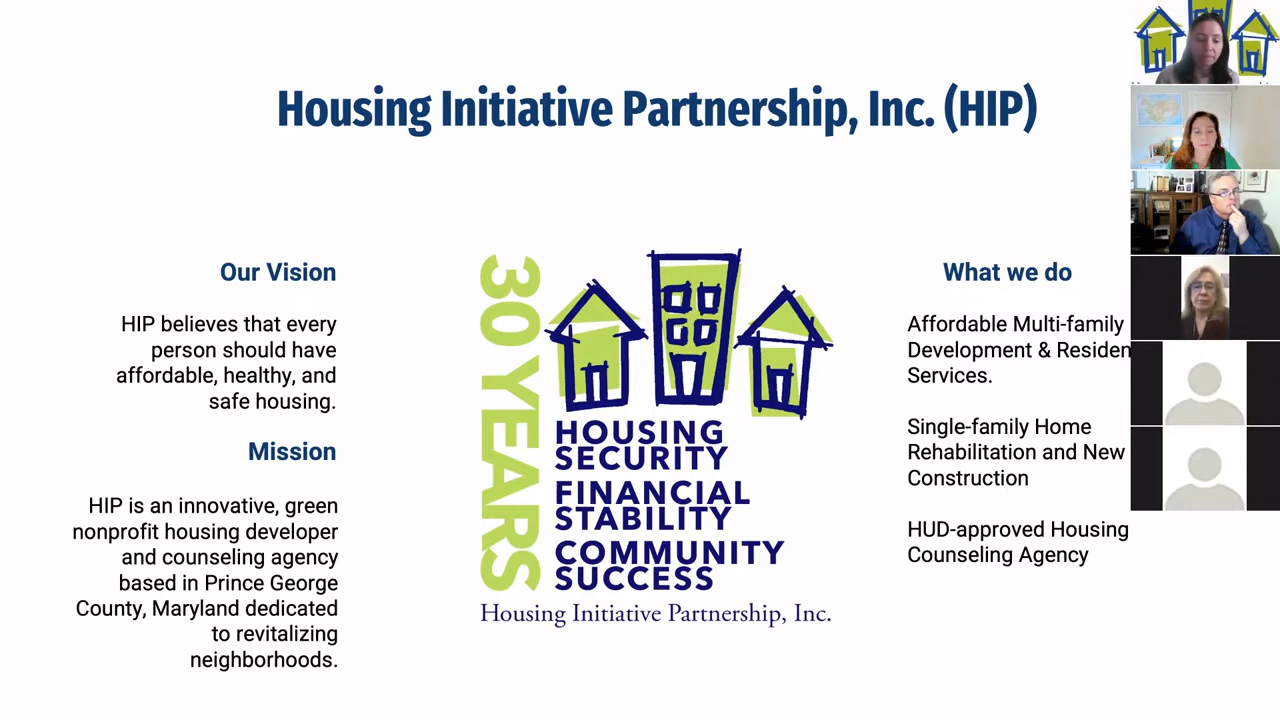 Housing Initiative Partnership, Inc. (HIP)
Our Vision
HIP believes that every
person should have
affordable, healthy, and
safe housing.
Mission
HIP is an innovative, green
nonprofit housing developer
and counseling agency
based in Prince George
County, Maryland dedicated
to revitalizing
neighborhoods.
30 YEARS
HOUSING
SECURITY
FINANCIAL
STABILITY
COMMUNITY
SUCCESS
Housing Initiative Partnership, Inc.
What we do
Affordable Multi-family
Development & Residen
Services.
Single-family Home
Rehabilitation and New
Construction
HUD-approved Housing
Counseling Agency